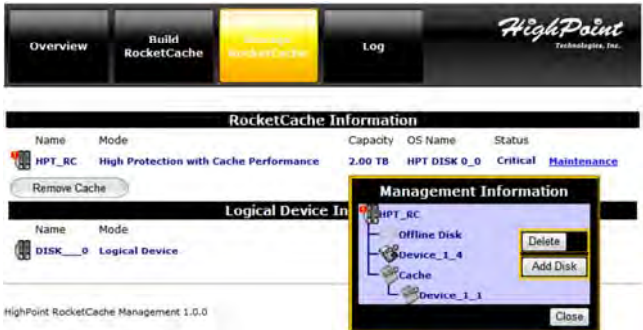 HighPoint
Technologies, Inc.
Overview
Build
RocketCache
Manage
RocketCache
Log
RocketCache Information
Name Mode Capacity OS Name Status
HPT_RC High Protection with Cache Performance 2.00 TB HPT DISK 0_0 Critical Maintenance
Remove Cache
Logical Device In
Name Mode
DISK___0 Logical Device
Management Information
HPT_RC
Offline Disk
Delete
Device_1_4
Add Disk
Cache
Device_1_1
Close
HighPoint RocketCache Management 1.0.0